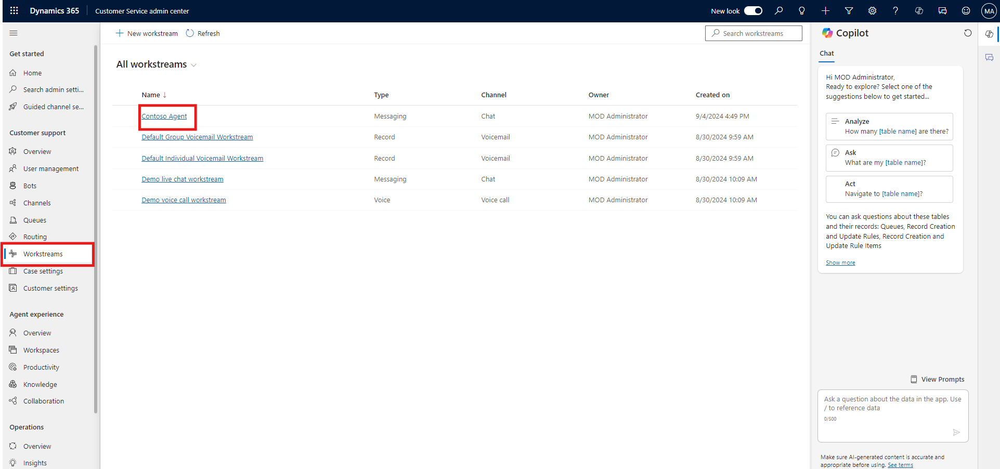 Dynamics 365 Customer Service admin center New look MA
New workstream Refresh Search workstreams
Get started
Home
Search admin setti...
Guided channel se...
Customer support
Overview
User management
Bots
Channels
Queues
Routing
Workstreams
Case settings
Customer settings
Agent experience
Overview
Workspaces
Productivity
Knowledge
Collaboration
Operations
Overview
Insights
All workstreams
Name ↓ Type Channel Owner Created on
Contoso Agent Messaging Chat MOD Administrator 9/4/2024 4:49 PM
Default Group Voicemail Workstream Record Voicemail MOD Administrator 8/30/2024 9:59 AM
Default Individual Voicemail Workstream Record Voicemail MOD Administrator 8/30/2024 9:59 AM
Demo live chat workstream Messaging Chat MOD Administrator 8/30/2024 10:09 AM
Demo voice call workstream Voice Voice call MOD Administrator 8/30/2024 10:09 AM
Copilot
Chat
Hi MOD Administrator,
Ready to explore? Select one of the
suggestions below to get started...
Analyze
How many [table name] are there?
Ask
What are my [table name]?
Act
Navigate to [table name]?
You can ask questions about these tables
and their records: Queues, Record Creation
and Update Rules, Record Creation and
Update Rule Items
Show more
View Prompts
Ask a question about the data in the app. Use
/ to reference data
0/500
Make sure AI-generated content is accurate and
appropriate before using. See terms